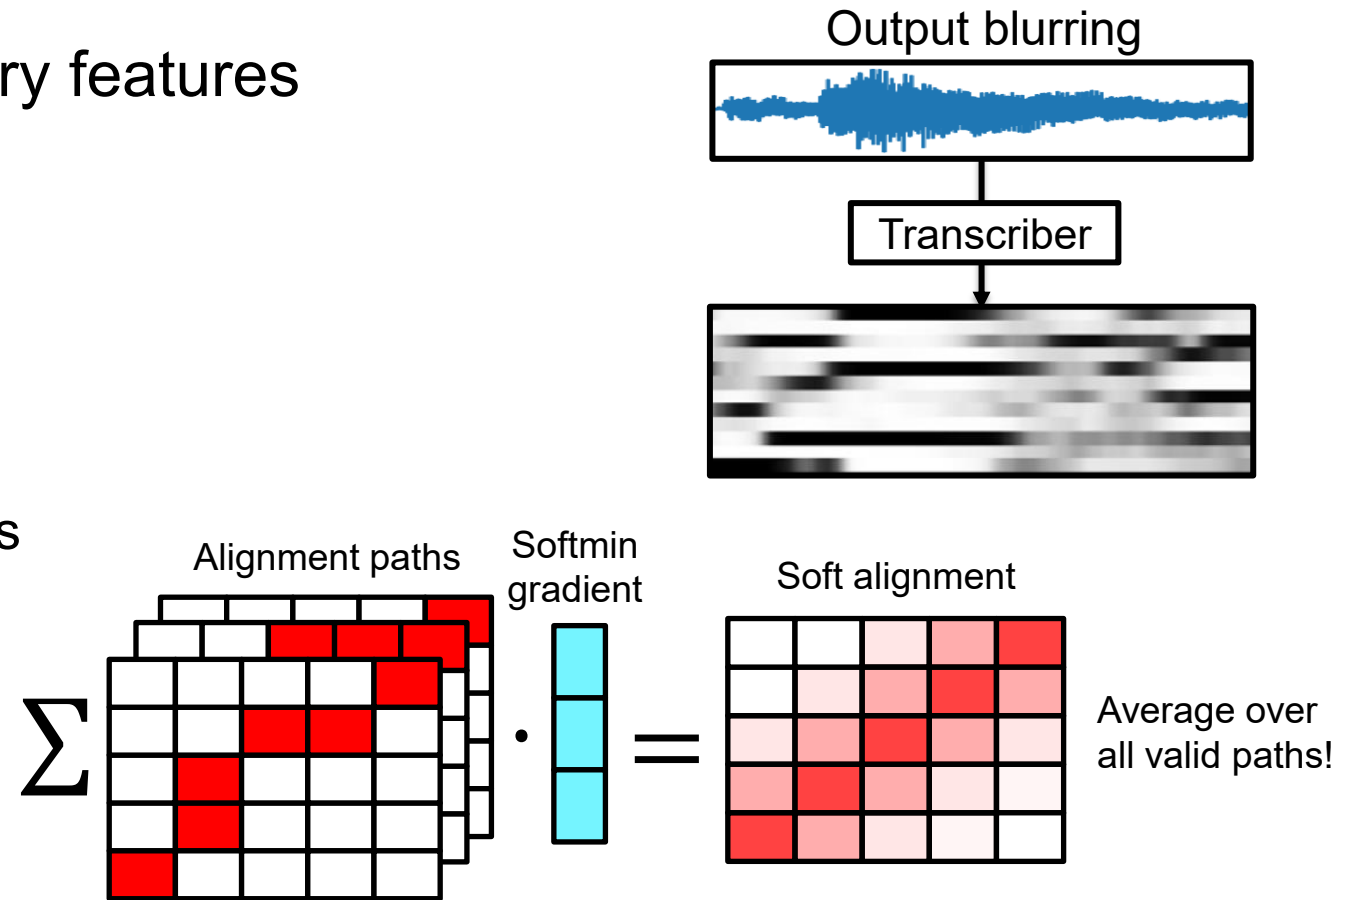 ry features
Output blurring
Transcriber
s
Alignment paths
Softmin
gradient
Soft alignment
∑
·
=
Average over
all valid paths!